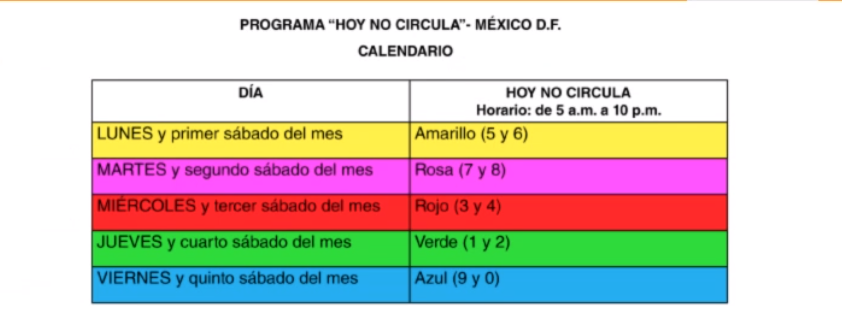 PROGRAMA “HOY NO CIRCULA”- MÉXICO D.F.
CALENDARIO
DÍA
HOY NO CIRCULA
Horario: de 5 a.m. a 10 p.m.
LUNES y primer sábado del mes
Amarillo (5 y 6)
MARTES y segundo sábado del mes
Rosa (7 y 8)
MIÉRCOLES y tercer sábado del mes
Rojo (3 y 4)
JUEVES y cuarto sábado del mes
Verde (1 y 2)
VIERNES y quinto sábado del mes
Azul (9 y 0)